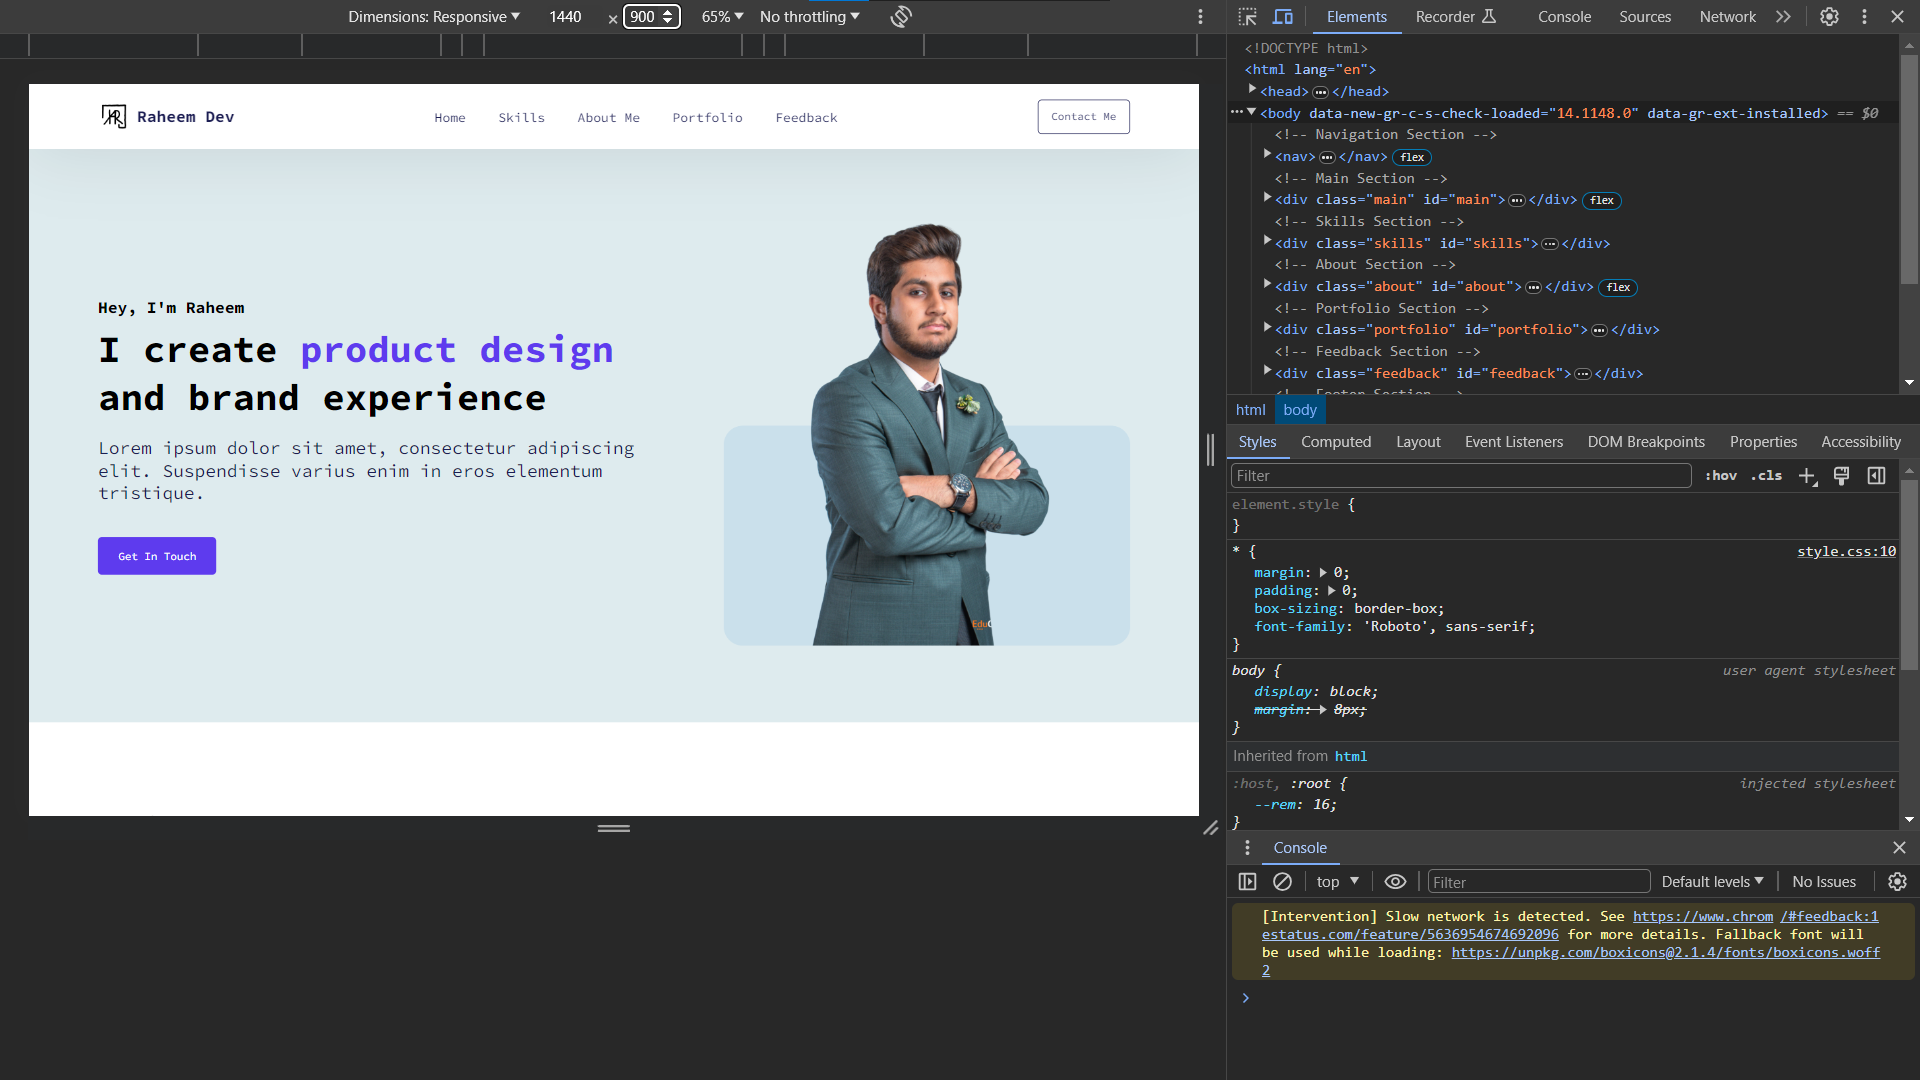 Dimensions: Responsive 1440 × 900 65% No throttling
Raheem Dev
Home Skills About Me Portfolio Feedback
Contact Me
Hey, I'm Raheem
I create product design
and brand experience
Lorem ipsum dolor sit amet, consectetur adipiscing
elit. Suspendisse varius enim in eros elementum
tristique.
Get In Touch
Elements Recorder Console Sources Network
<!DOCTYPE html>
<html lang="en">
<head>…</head>
<body data-new-gr-c-s-check-loaded="14.1148.0" data-gr-ext-installed> == $0
<!-- Navigation Section -->
<nav>…</nav> flex
<!-- Main Section -->
<div class="main" id="main">…</div> flex
<!-- Skills Section -->
<div class="skills" id="skills">…</div>
<!-- About Section -->
<div class="about" id="about">…</div> flex
<!-- Portfolio Section -->
<div class="portfolio" id="portfolio">…</div>
<!-- Feedback Section -->
<div class="feedback" id="feedback">…</div>
<!-- Footer Section -->
html body
Styles Computed Layout Event Listeners DOM Breakpoints Properties Accessibility
Filter :hov .cls
element.style {
}
* { style.css:10
margin: 0;
padding: 0;
box-sizing: border-box;
font-family: 'Roboto', sans-serif;
}
body { user agent stylesheet
display: block;
margin: 8px;
}
Inherited from html
:host, :root { injected stylesheet
--rem: 16;
}
Console
top Filter Default levels No Issues
[Intervention] Slow network is detected. See https://www.chrom /#feedback:1
estatus.com/feature/5636954674692096 for more details. Fallback font will
be used while loading: https://unpkg.com/boxicons@2.1.4/fonts/boxicons.woff
2